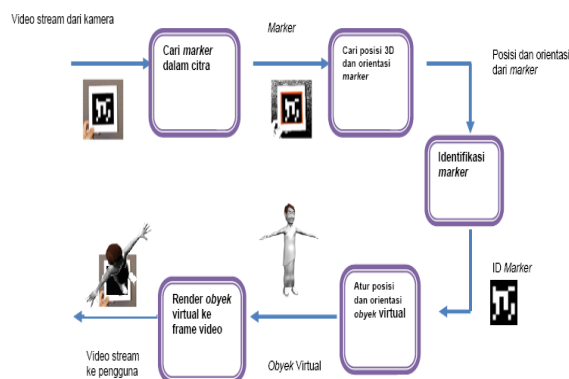 Video stream dari kamera
Cari marker
dalam citra
Marker
Cari posisi 3D
dan orientasi
marker
Posisi dan orientasi
dari marker
Identifikasi
marker
ID Marker
Atur posisi
dan orientasi
obyek virtual
Obyek Virtual
Render obyek
virtual ke
frame video
Video stream
ke pengguna